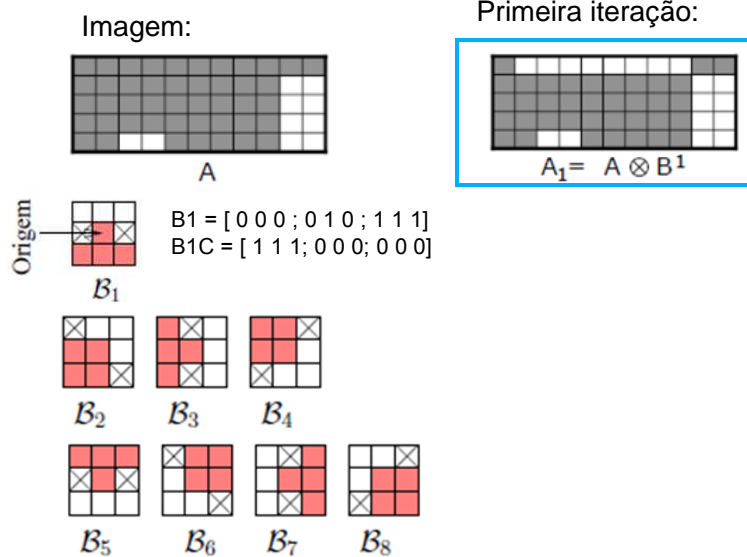 Imagem:
Primeira iteração:
A
A₁= A ⊗ B¹
Origem
B1 = [ 0 0 0 ; 0 1 0 ; 1 1 1]
B1C = [ 1 1 1; 0 0 0; 0 0 0]
ℬ₁
ℬ₂ ℬ₃ ℬ₄
ℬ₅ ℬ₆ ℬ₇ ℬ₈